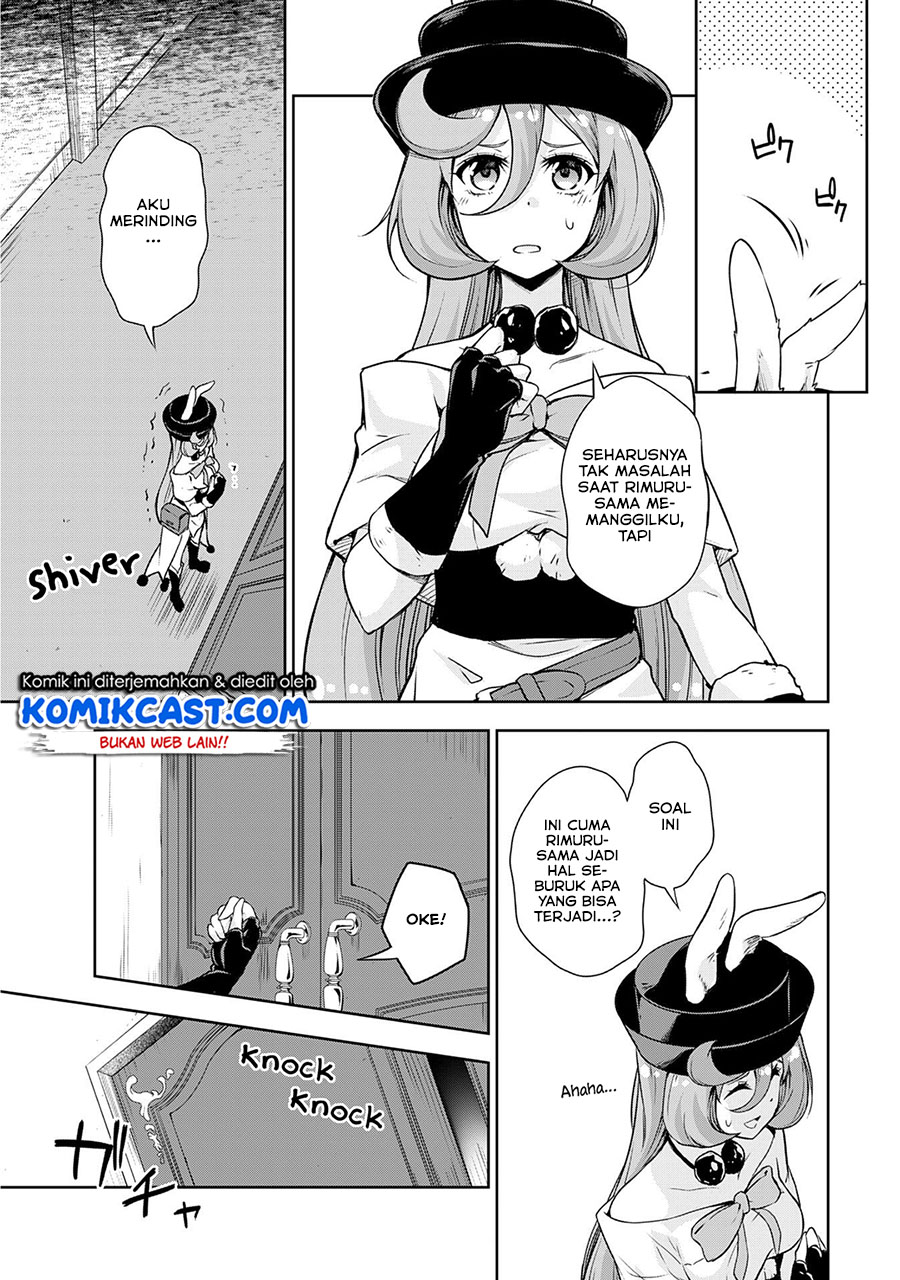 ピク
ピク
SEHARUSNYA
TAK MASALAH
SAAT RIMURU-
SAMA ME-
MANGGILKU,
TAPI
AKU
MERINDING
...
Shiver
Komik ini diterjemahkan & diedit oleh
KOMIKCAST.COM
BUKAN WEB LAIN!!
SOAL
INI
INI CUMA
RIMURU-
SAMA JADI
HAL SE-
BURUK APA
YANG BISA
TERJADI...?
Ahaha...
OKE!
Knock
Knock
ガチャ